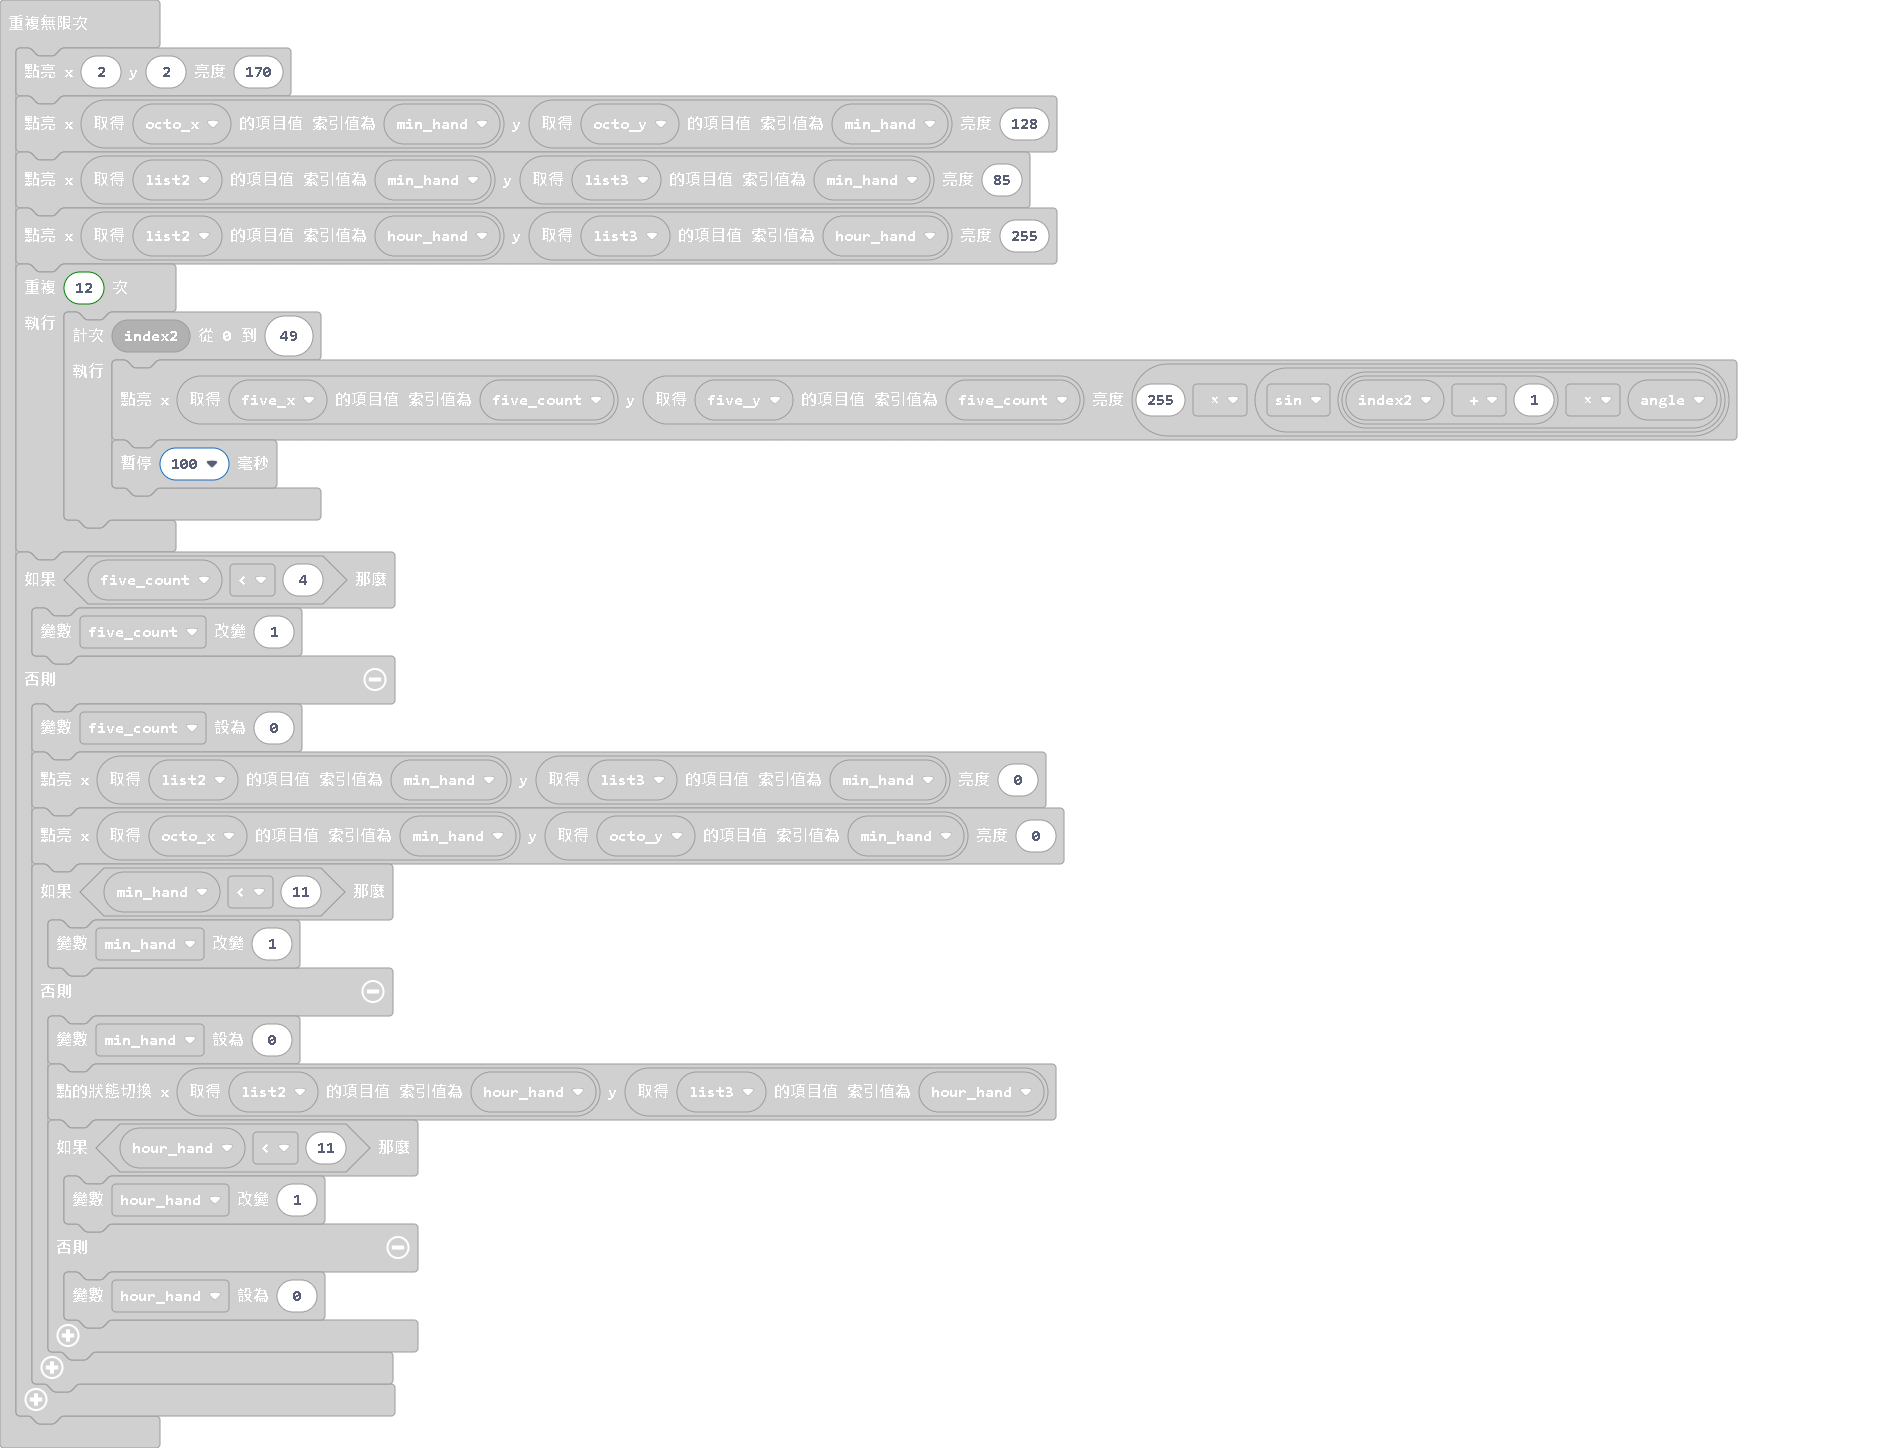 重複無限次
點亮 x 2 y 2 亮度 170
點亮 x 取得 octo_x 的項目值 索引值為 min_hand y 取得 octo_y 的項目值 索引值為 min_hand 亮度 128
點亮 x 取得 list2 的項目值 索引值為 min_hand y 取得 list3 的項目值 索引值為 min_hand 亮度 85
點亮 x 取得 list2 的項目值 索引值為 hour_hand y 取得 list3 的項目值 索引值為 hour_hand 亮度 255
重複 12 次
執行
計次 index2 從 0 到 49
執行
點亮 x 取得 five_x 的項目值 索引值為 five_count y 取得 five_y 的項目值 索引值為 five_count 亮度 255 × sin index2 + 1 × angle
暫停 100 毫秒
如果 five_count < 4 那麼
變數 five_count 改變 1
否則
變數 five_count 設為 0
點亮 x 取得 list2 的項目值 索引值為 min_hand y 取得 list3 的項目值 索引值為 min_hand 亮度 0
點亮 x 取得 octo_x 的項目值 索引值為 min_hand y 取得 octo_y 的項目值 索引值為 min_hand 亮度 0
如果 min_hand < 11 那麼
變數 min_hand 改變 1
否則
變數 min_hand 設為 0
點的狀態切換 x 取得 list2 的項目值 索引值為 hour_hand y 取得 list3 的項目值 索引值為 hour_hand
如果 hour_hand < 11 那麼
變數 hour_hand 改變 1
否則
變數 hour_hand 設為 0